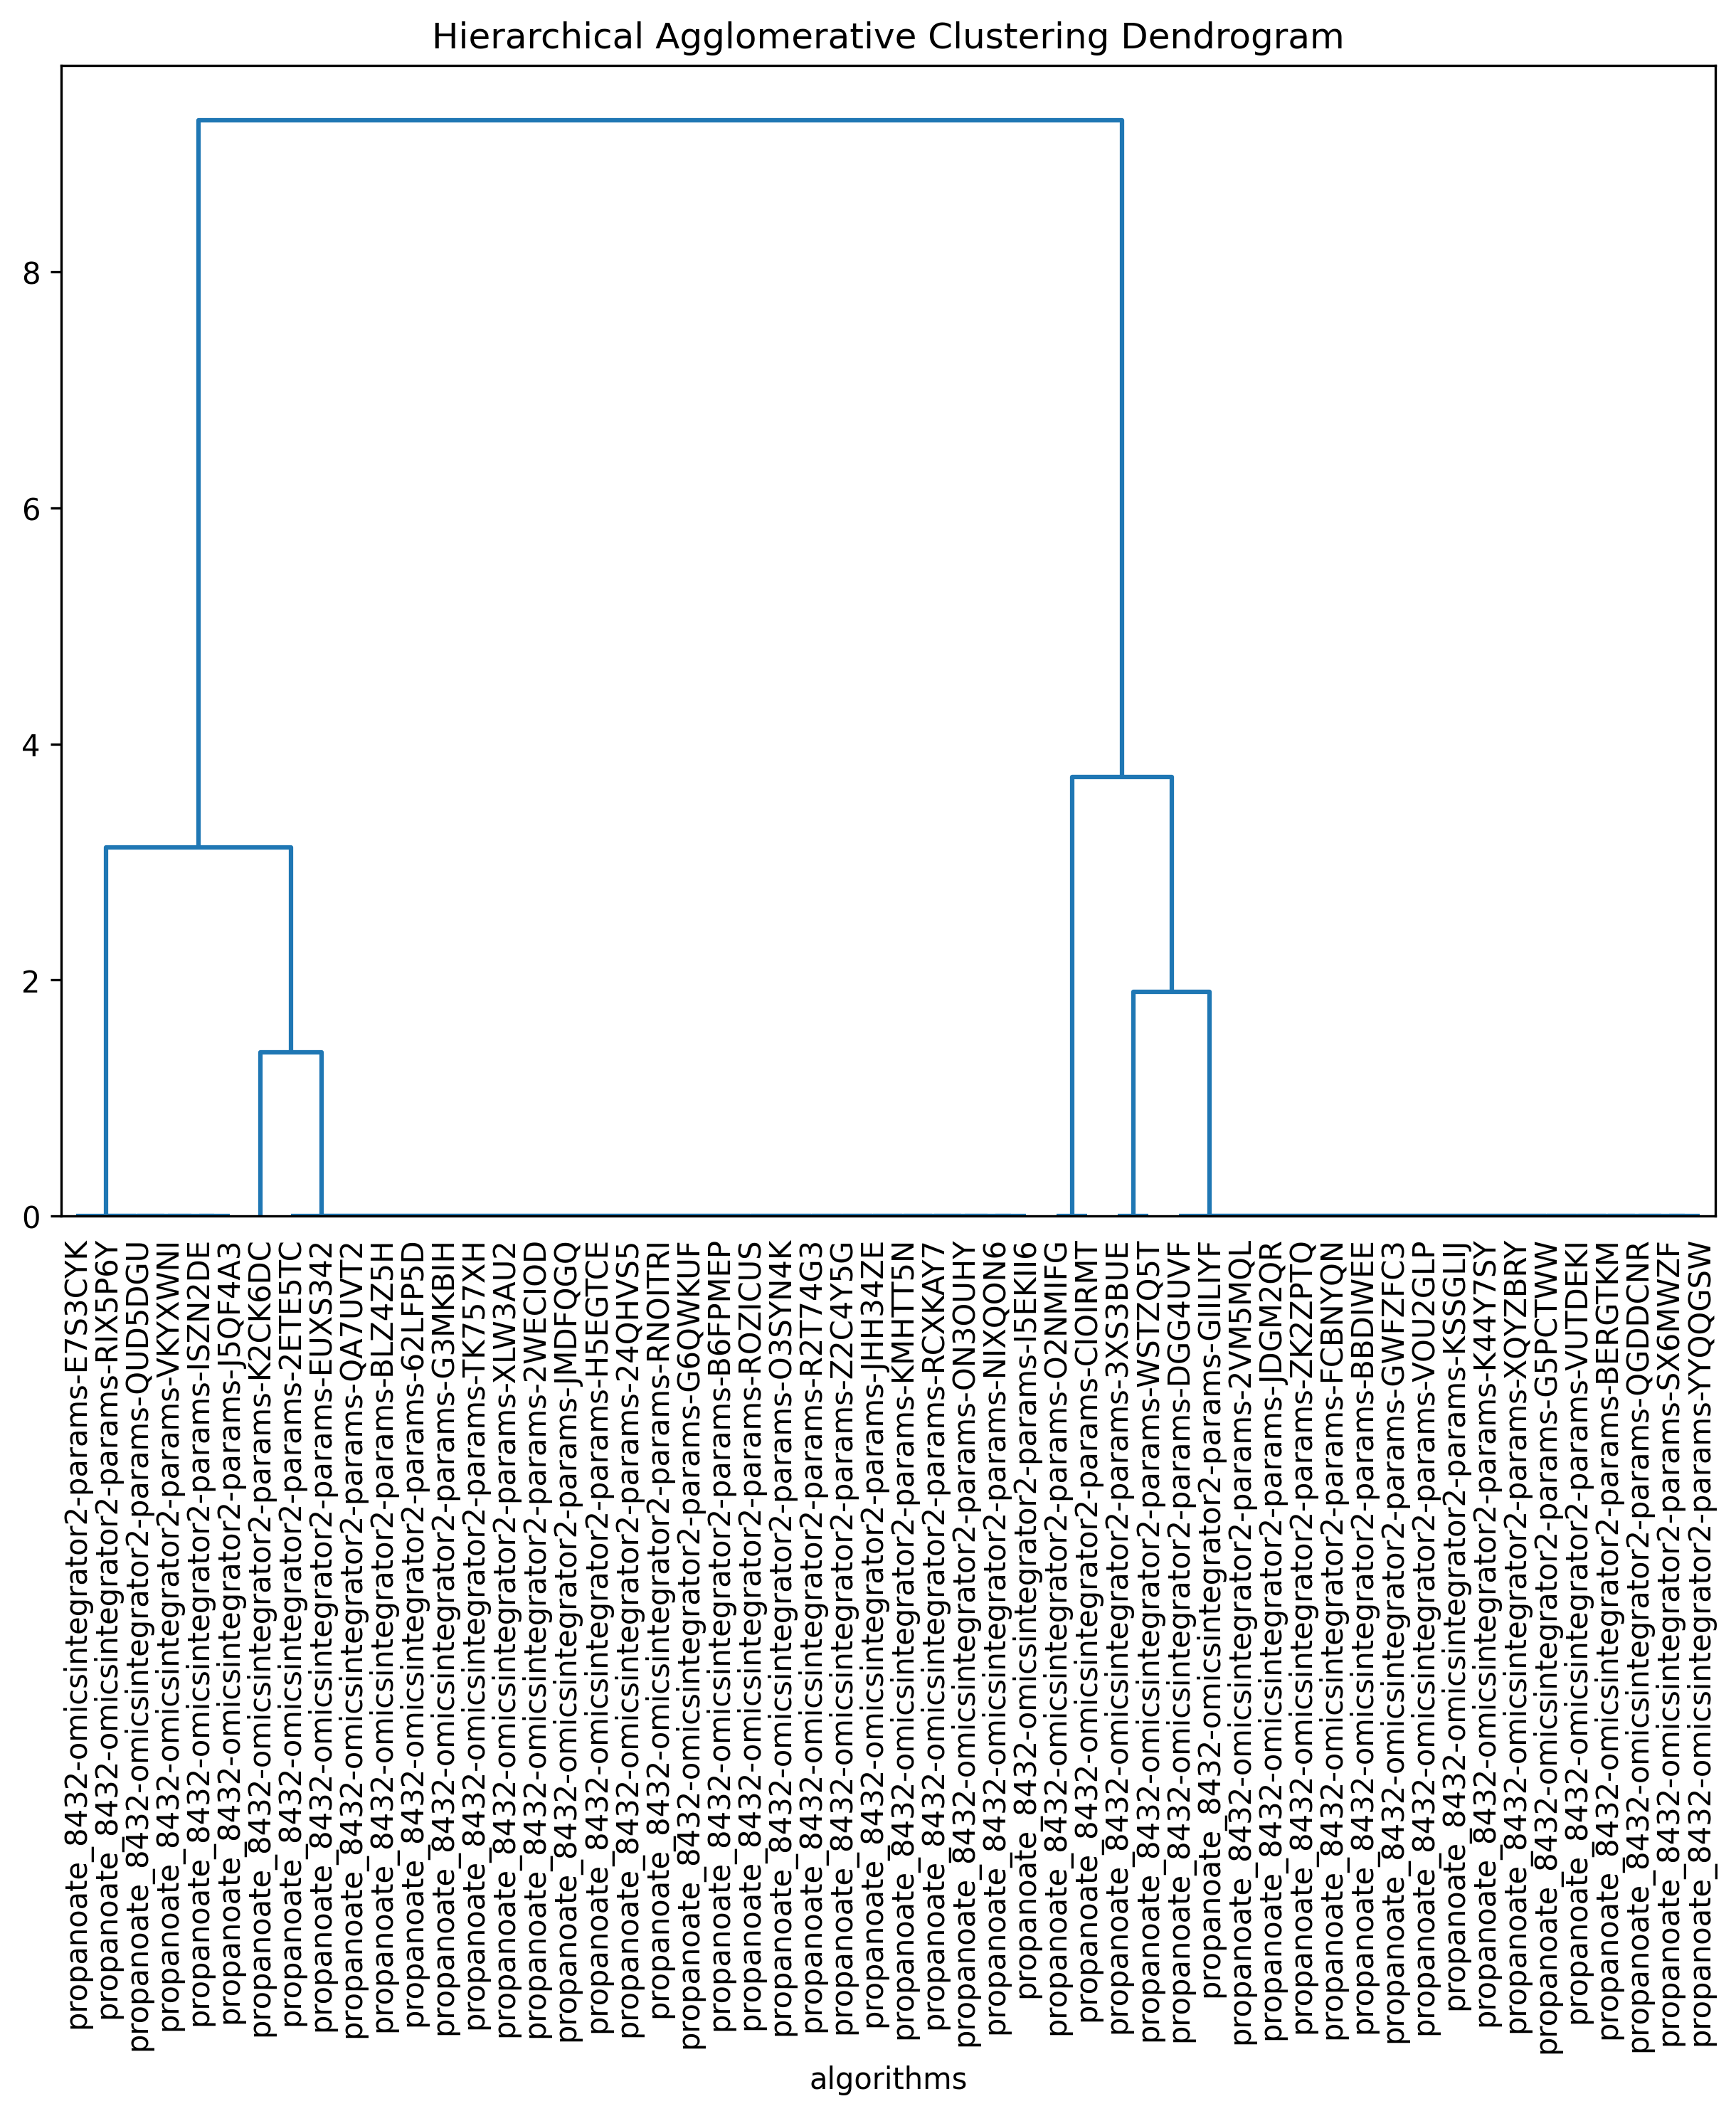 Hierarchical Agglomerative Clustering Dendrogram
8
6
4
2
0
propanoate_8432-omicsintegrator2-params-E7S3CYK
propanoate_8432-omicsintegrator2-params-RIX5P6Y
propanoate_8432-omicsintegrator2-params-QUD5DGU
propanoate_8432-omicsintegrator2-params-VKYXWNI
propanoate_8432-omicsintegrator2-params-ISZN2DE
propanoate_8432-omicsintegrator2-params-J5QF4A3
propanoate_8432-omicsintegrator2-params-K2CK6DC
propanoate_8432-omicsintegrator2-params-2ETE5TC
propanoate_8432-omicsintegrator2-params-EUXS342
propanoate_8432-omicsintegrator2-params-QA7UVT2
propanoate_8432-omicsintegrator2-params-BLZ4Z5H
propanoate_8432-omicsintegrator2-params-62LFP5D
propanoate_8432-omicsintegrator2-params-G3MKBIH
propanoate_8432-omicsintegrator2-params-TK757XH
propanoate_8432-omicsintegrator2-params-XLW3AU2
propanoate_8432-omicsintegrator2-params-2WECIOD
propanoate_8432-omicsintegrator2-params-JMDFQGQ
propanoate_8432-omicsintegrator2-params-H5EGTCE
propanoate_8432-omicsintegrator2-params-24QHVS5
propanoate_8432-omicsintegrator2-params-RNOITRI
propanoate_8432-omicsintegrator2-params-G6QWKUF
propanoate_8432-omicsintegrator2-params-B6FPMEP
propanoate_8432-omicsintegrator2-params-ROZICUS
propanoate_8432-omicsintegrator2-params-O3SYN4K
propanoate_8432-omicsintegrator2-params-R2T74G3
propanoate_8432-omicsintegrator2-params-Z2C4Y5G
propanoate_8432-omicsintegrator2-params-JHH34ZE
propanoate_8432-omicsintegrator2-params-KMHTT5N
propanoate_8432-omicsintegrator2-params-RCXKAY7
propanoate_8432-omicsintegrator2-params-ON3OUHY
propanoate_8432-omicsintegrator2-params-NIXQON6
propanoate_8432-omicsintegrator2-params-I5EKII6
propanoate_8432-omicsintegrator2-params-O2NMIFG
propanoate_8432-omicsintegrator2-params-CIOIRMT
propanoate_8432-omicsintegrator2-params-3XS3BUE
propanoate_8432-omicsintegrator2-params-WSTZQ5T
propanoate_8432-omicsintegrator2-params-DGG4UVF
propanoate_8432-omicsintegrator2-params-GIILIYF
propanoate_8432-omicsintegrator2-params-2VM5MQL
propanoate_8432-omicsintegrator2-params-JDGM2QR
propanoate_8432-omicsintegrator2-params-ZK2ZPTQ
propanoate_8432-omicsintegrator2-params-FCBNYQN
propanoate_8432-omicsintegrator2-params-BBDIWEE
propanoate_8432-omicsintegrator2-params-GWFZFC3
propanoate_8432-omicsintegrator2-params-VOU2GLP
propanoate_8432-omicsintegrator2-params-KSSGLIJ
propanoate_8432-omicsintegrator2-params-K44Y7SY
propanoate_8432-omicsintegrator2-params-XQYZBRY
propanoate_8432-omicsintegrator2-params-G5PCTWW
propanoate_8432-omicsintegrator2-params-VUTDEKI
propanoate_8432-omicsintegrator2-params-BERGTKM
propanoate_8432-omicsintegrator2-params-QGDDCNR
propanoate_8432-omicsintegrator2-params-SX6MWZF
propanoate_8432-omicsintegrator2-params-YYQQGSW
algorithms